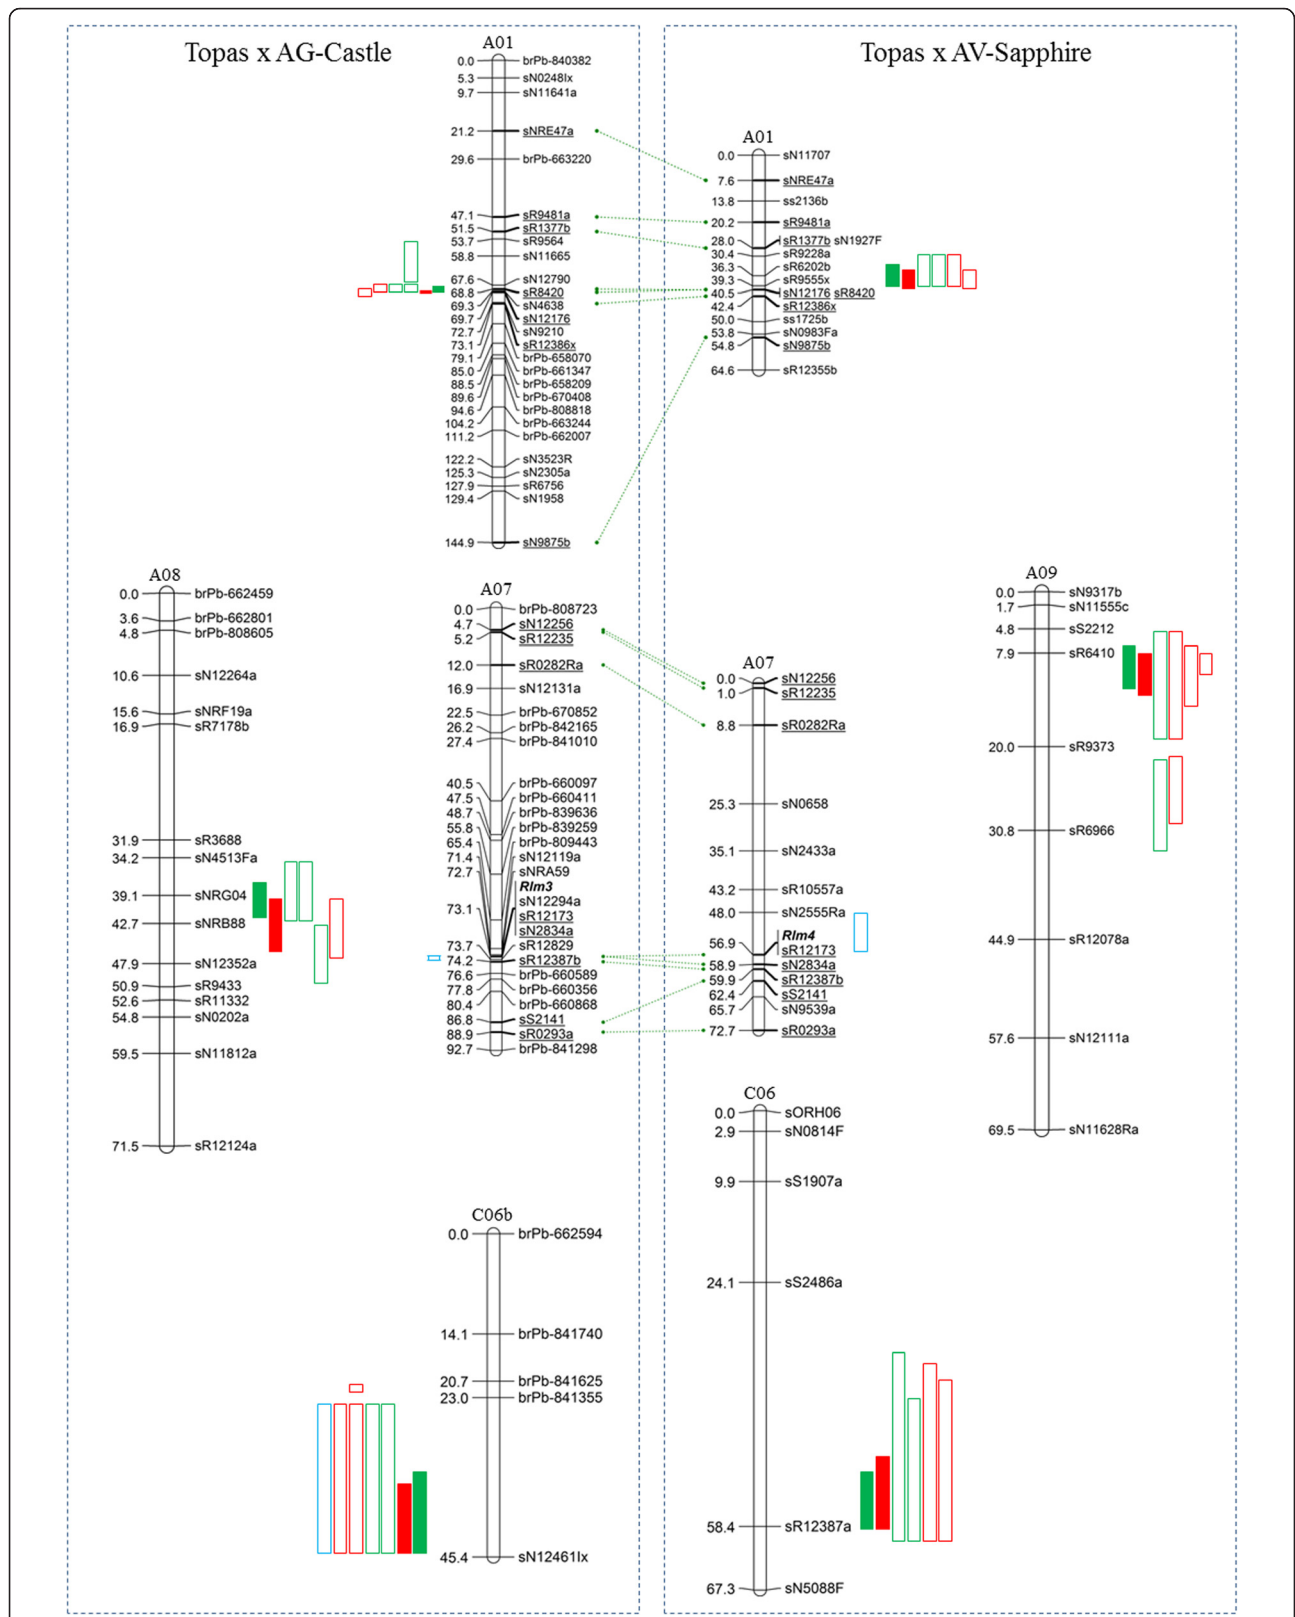 Topas x AG-Castle
A01
0.0 brPb-840382
5.3 sN0248Ix
9.7 sN11641a
21.2 sNRE47a
29.6 brPb-663220
47.1 sR9481a
51.5 sR1377b
53.7 sR9564
58.8 sN11665
67.6 sN12790
68.8 sR8420
69.3 sN4638
69.7 sN12176
72.7 sN9210
73.1 sR12386x
79.1 brPb-658070
85.0 brPb-661347
88.5 brPb-658209
89.6 brPb-670408
94.6 brPb-808818
104.2 brPb-663244
111.2 brPb-662007
122.2 sN3523R
125.3 sN2305a
127.9 sR6756
129.4 sN1958
144.9 sN9875b
A08
0.0 brPb-662459
3.6 brPb-662801
4.8 brPb-808605
10.6 sN12264a
15.6 sNRF19a
16.9 sR7178b
31.9 sR3688
34.2 sN4513Fa
39.1 sNRG04
42.7 sNRB88
47.9 sN12352a
50.9 sR9433
52.6 sR11332
54.8 sN0202a
59.5 sN11812a
71.5 sR12124a
A07
0.0 brPb-808723
4.7 sN12256
5.2 sR12235
12.0 sR0282Ra
16.9 sN12131a
22.5 brPb-670852
26.2 brPb-842165
27.4 brPb-841010
40.5 brPb-660097
47.5 brPb-660411
48.7 brPb-839636
55.8 brPb-839259
65.4 brPb-809443
71.4 sN12119a
72.7 sNRA59
Rlm3
73.1 sN12294a
sR12173
sN2834a
73.7 sR12829
74.2 sR12387b
76.6 brPb-660589
77.8 brPb-660356
80.4 brPb-660868
86.8 sS2141
88.9 sR0293a
92.7 brPb-841298
C06b
0.0 brPb-662594
14.1 brPb-841740
20.7 brPb-841625
23.0 brPb-841355
45.4 sN12461Ix
Topas x AV-Sapphire
A01
0.0 sN11707
7.6 sNRE47a
13.8 ss2136b
20.2 sR9481a
28.0 sR1377b sN1927F
30.4 sR9228a
36.3 sR6202b
39.3 sR9555x
40.5 sN12176 sR8420
42.4 sR12386x
50.0 ss1725b
53.8 sN0983Fa
54.8 sN9875b
64.6 sR12355b
A07
0.0 sN12256
1.0 sR12235
8.8 sR0282Ra
25.3 sN0658
35.1 sN2433a
43.2 sR10557a
48.0 sN2555Ra
Rlm4
56.9 sR12173
58.9 sN2834a
59.9 sR12387b
62.4 sS2141
65.7 sN9539a
72.7 sR0293a
A09
0.0 sN9317b
1.7 sN11555c
4.8 sS2212
7.9 sR6410
20.0 sR9373
30.8 sR6966
44.9 sR12078a
57.6 sN12111a
69.5 sN11628Ra
C06
0.0 sORH06
2.9 sN0814F
9.9 sS1907a
24.1 sS2486a
58.4 sR12387a
67.3 sN5088F